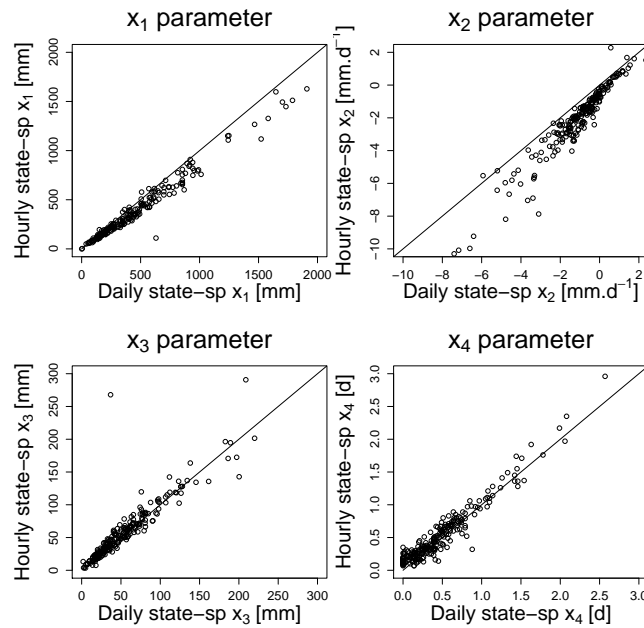 x₁ parameter
Hourly state−sp x₁ [mm]
0 500 1000 1500 2000
0 500 1000 1500 2000
Daily state−sp x₁ [mm]
x₂ parameter
Hourly state−sp x₂ [mm.d⁻¹]
−10 −8 −6 −4 −2 0 2
−10 −8 −6 −4 −2 0 2
Daily state−sp x₂ [mm.d⁻¹]
x₃ parameter
Hourly state−sp x₃ [mm]
0 50 100 150 200 250 300
0 50 100 150 200 250 300
Daily state−sp x₃ [mm]
x₄ parameter
Hourly state−sp x₄ [d]
0.0 0.5 1.0 1.5 2.0 2.5 3.0
0.0 0.5 1.0 1.5 2.0 2.5 3.0
Daily state−sp x₄ [d]